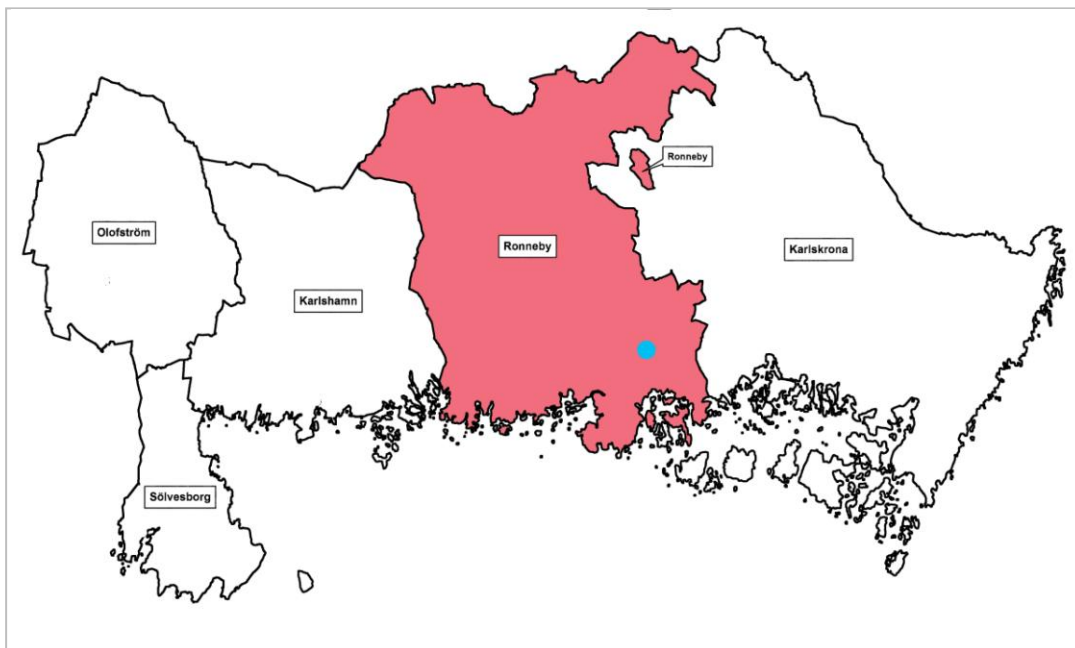 Ronneby
Olofström
Ronneby
Karlskrona
Karlshamn
Sölvesborg